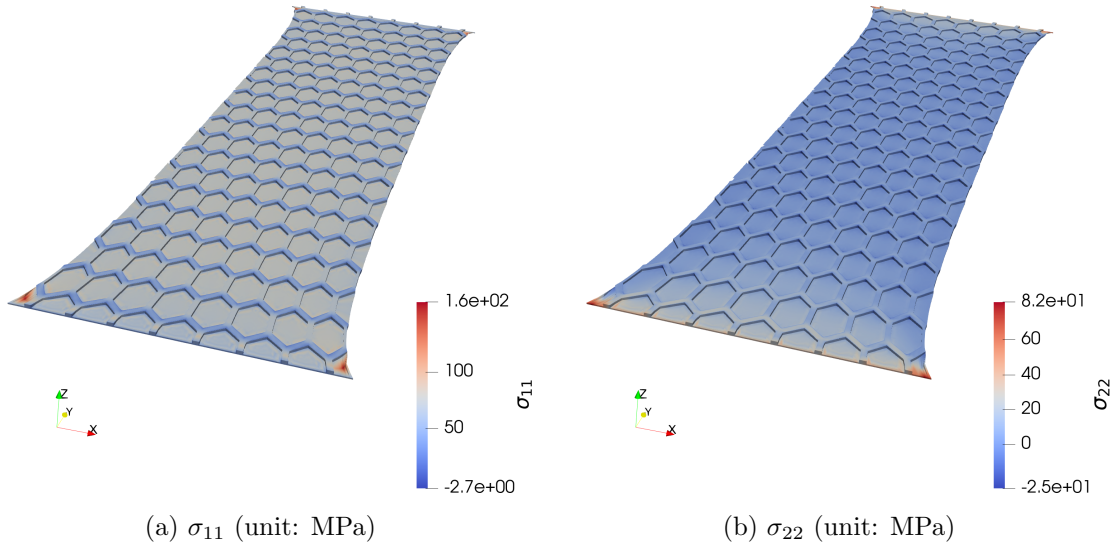 1.6e+02
100
50
-2.7e+00
σ11
Z
Y
X
(a) σ11 (unit: MPa)
8.2e+01
60
40
20
0
-2.5e+01
σ22
Z
Y
X
(b) σ22 (unit: MPa)